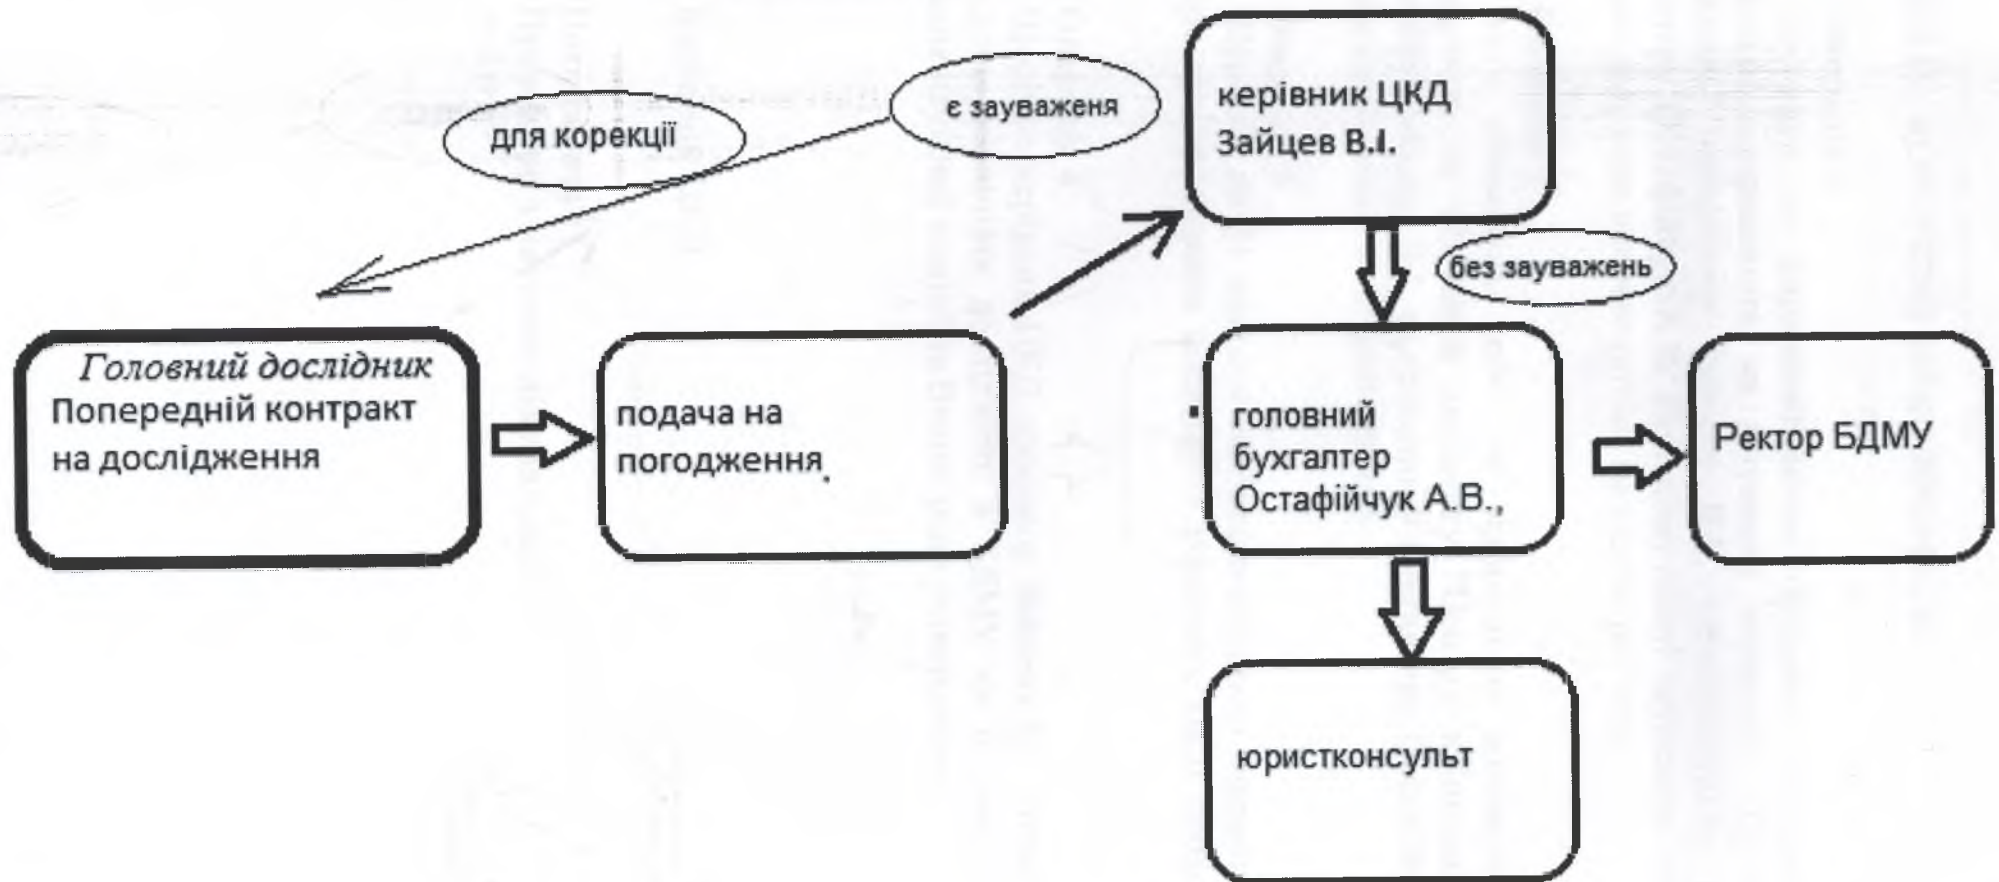 керівник ЦКД
Зайцев В.І.
є зауваженя
для корекції
без зауважень
Головний дослідник
Попередній контракт
на дослідження
подача на
погодження.
головний
бухгалтер
Остафійчук А.В.,
Ректор БДМУ
юристконсульт